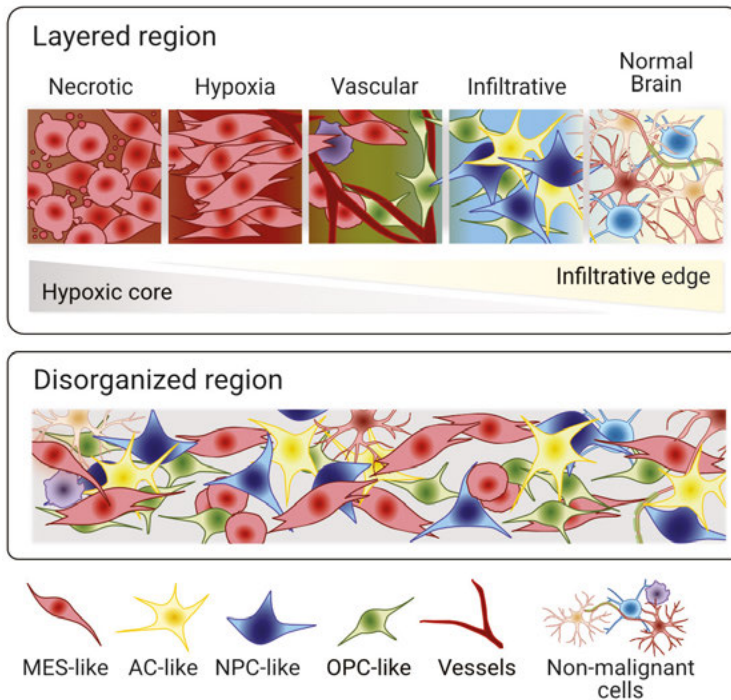 Layered region
Necrotic
Hypoxia
Vascular
Infiltrative
Normal
Brain
Hypoxic core
Infiltrative edge
Disorganized region
MES-like
AC-like
NPC-like
OPC-like
Vessels
Non-malignant
cells